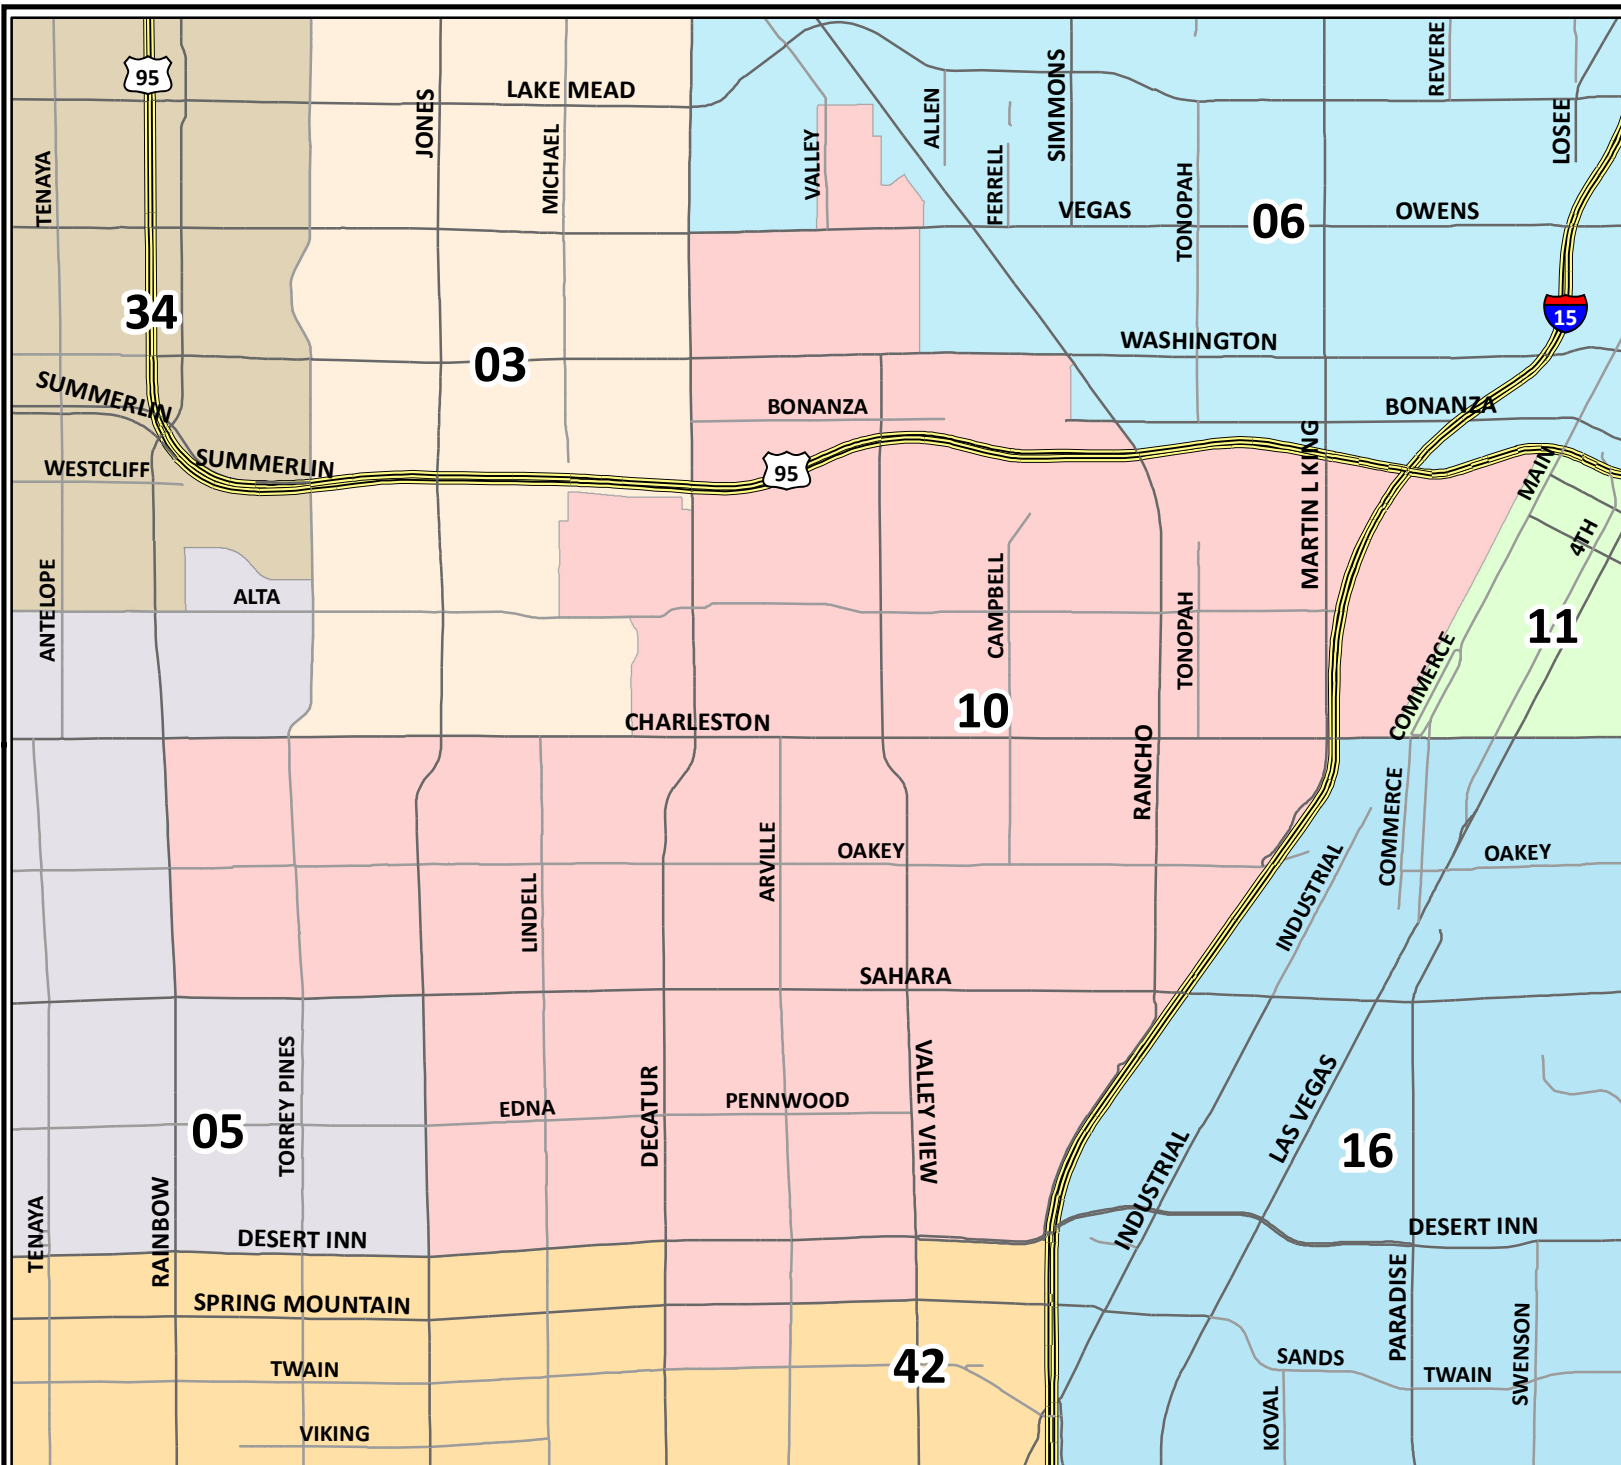 REVERE
95
SIMMONS
LAKE MEAD
JONES
ALLEN
LOSEE
MICHAEL
VALLEY
TENAYA
FERRELL
TONOPAH
VEGAS
06
OWENS
34
15
WASHINGTON
03
SUMMERLIN
BONANZA
BONANZA
SUMMERLIN
WESTCLIFF
95
MARTIN L KING
MAIN
4TH
ANTELOPE
ALTA
CAMPBELL
TONOPAH
11
COMMERCE
CHARLESTON
10
RANCHO
COMMERCE
ARVILLE
OAKEY
OAKEY
LINDELL
INDUSTRIAL
SAHARA
TORREY PINES
DECATUR
VALLEY VIEW
LAS VEGAS
EDNA
PENNWOOD
05
16
INDUSTRIAL
TENAYA
RAINBOW
DESERT INN
DESERT INN
SPRING MOUNTAIN
PARADISE
SWENSON
TWAIN
42
SANDS
TWAIN
KOVAL
VIKING